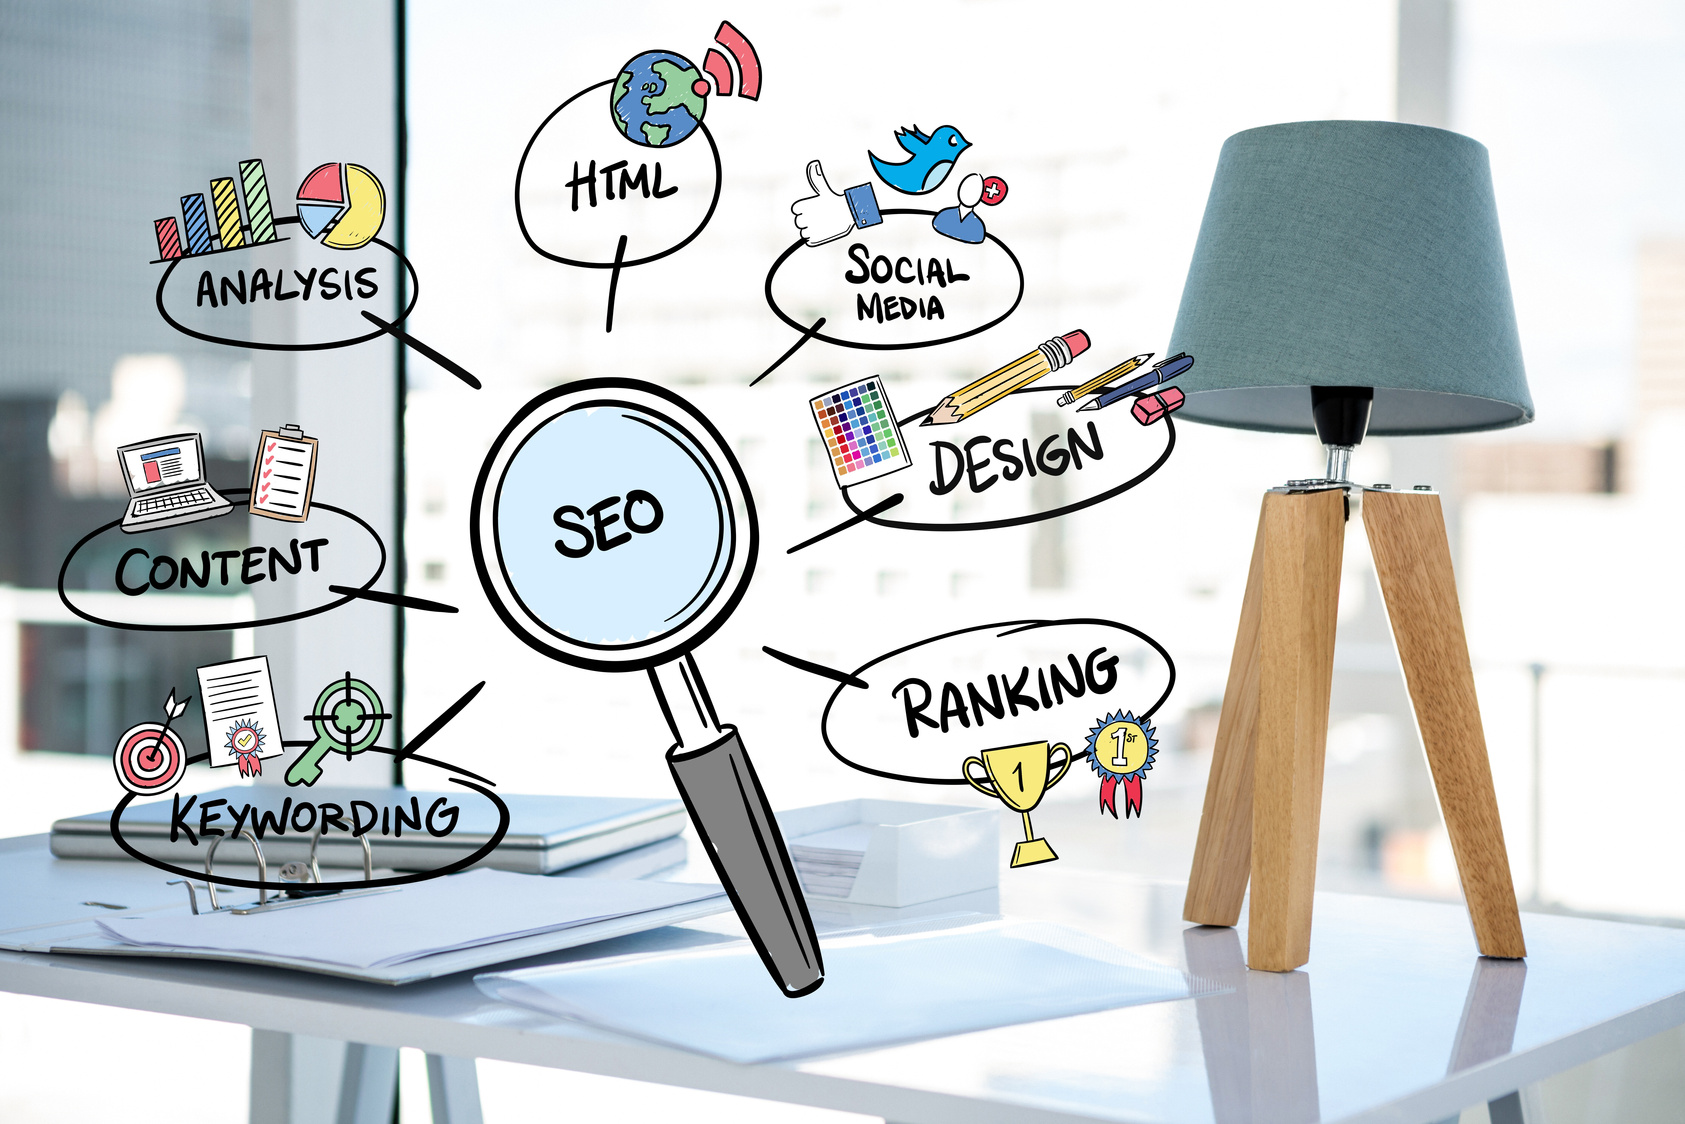 HTML
SOCIAL
MEDIA
ANALYSIS
DESIGN
SEO
CONTENT
RANKING
1ST
1
KEYWORDING